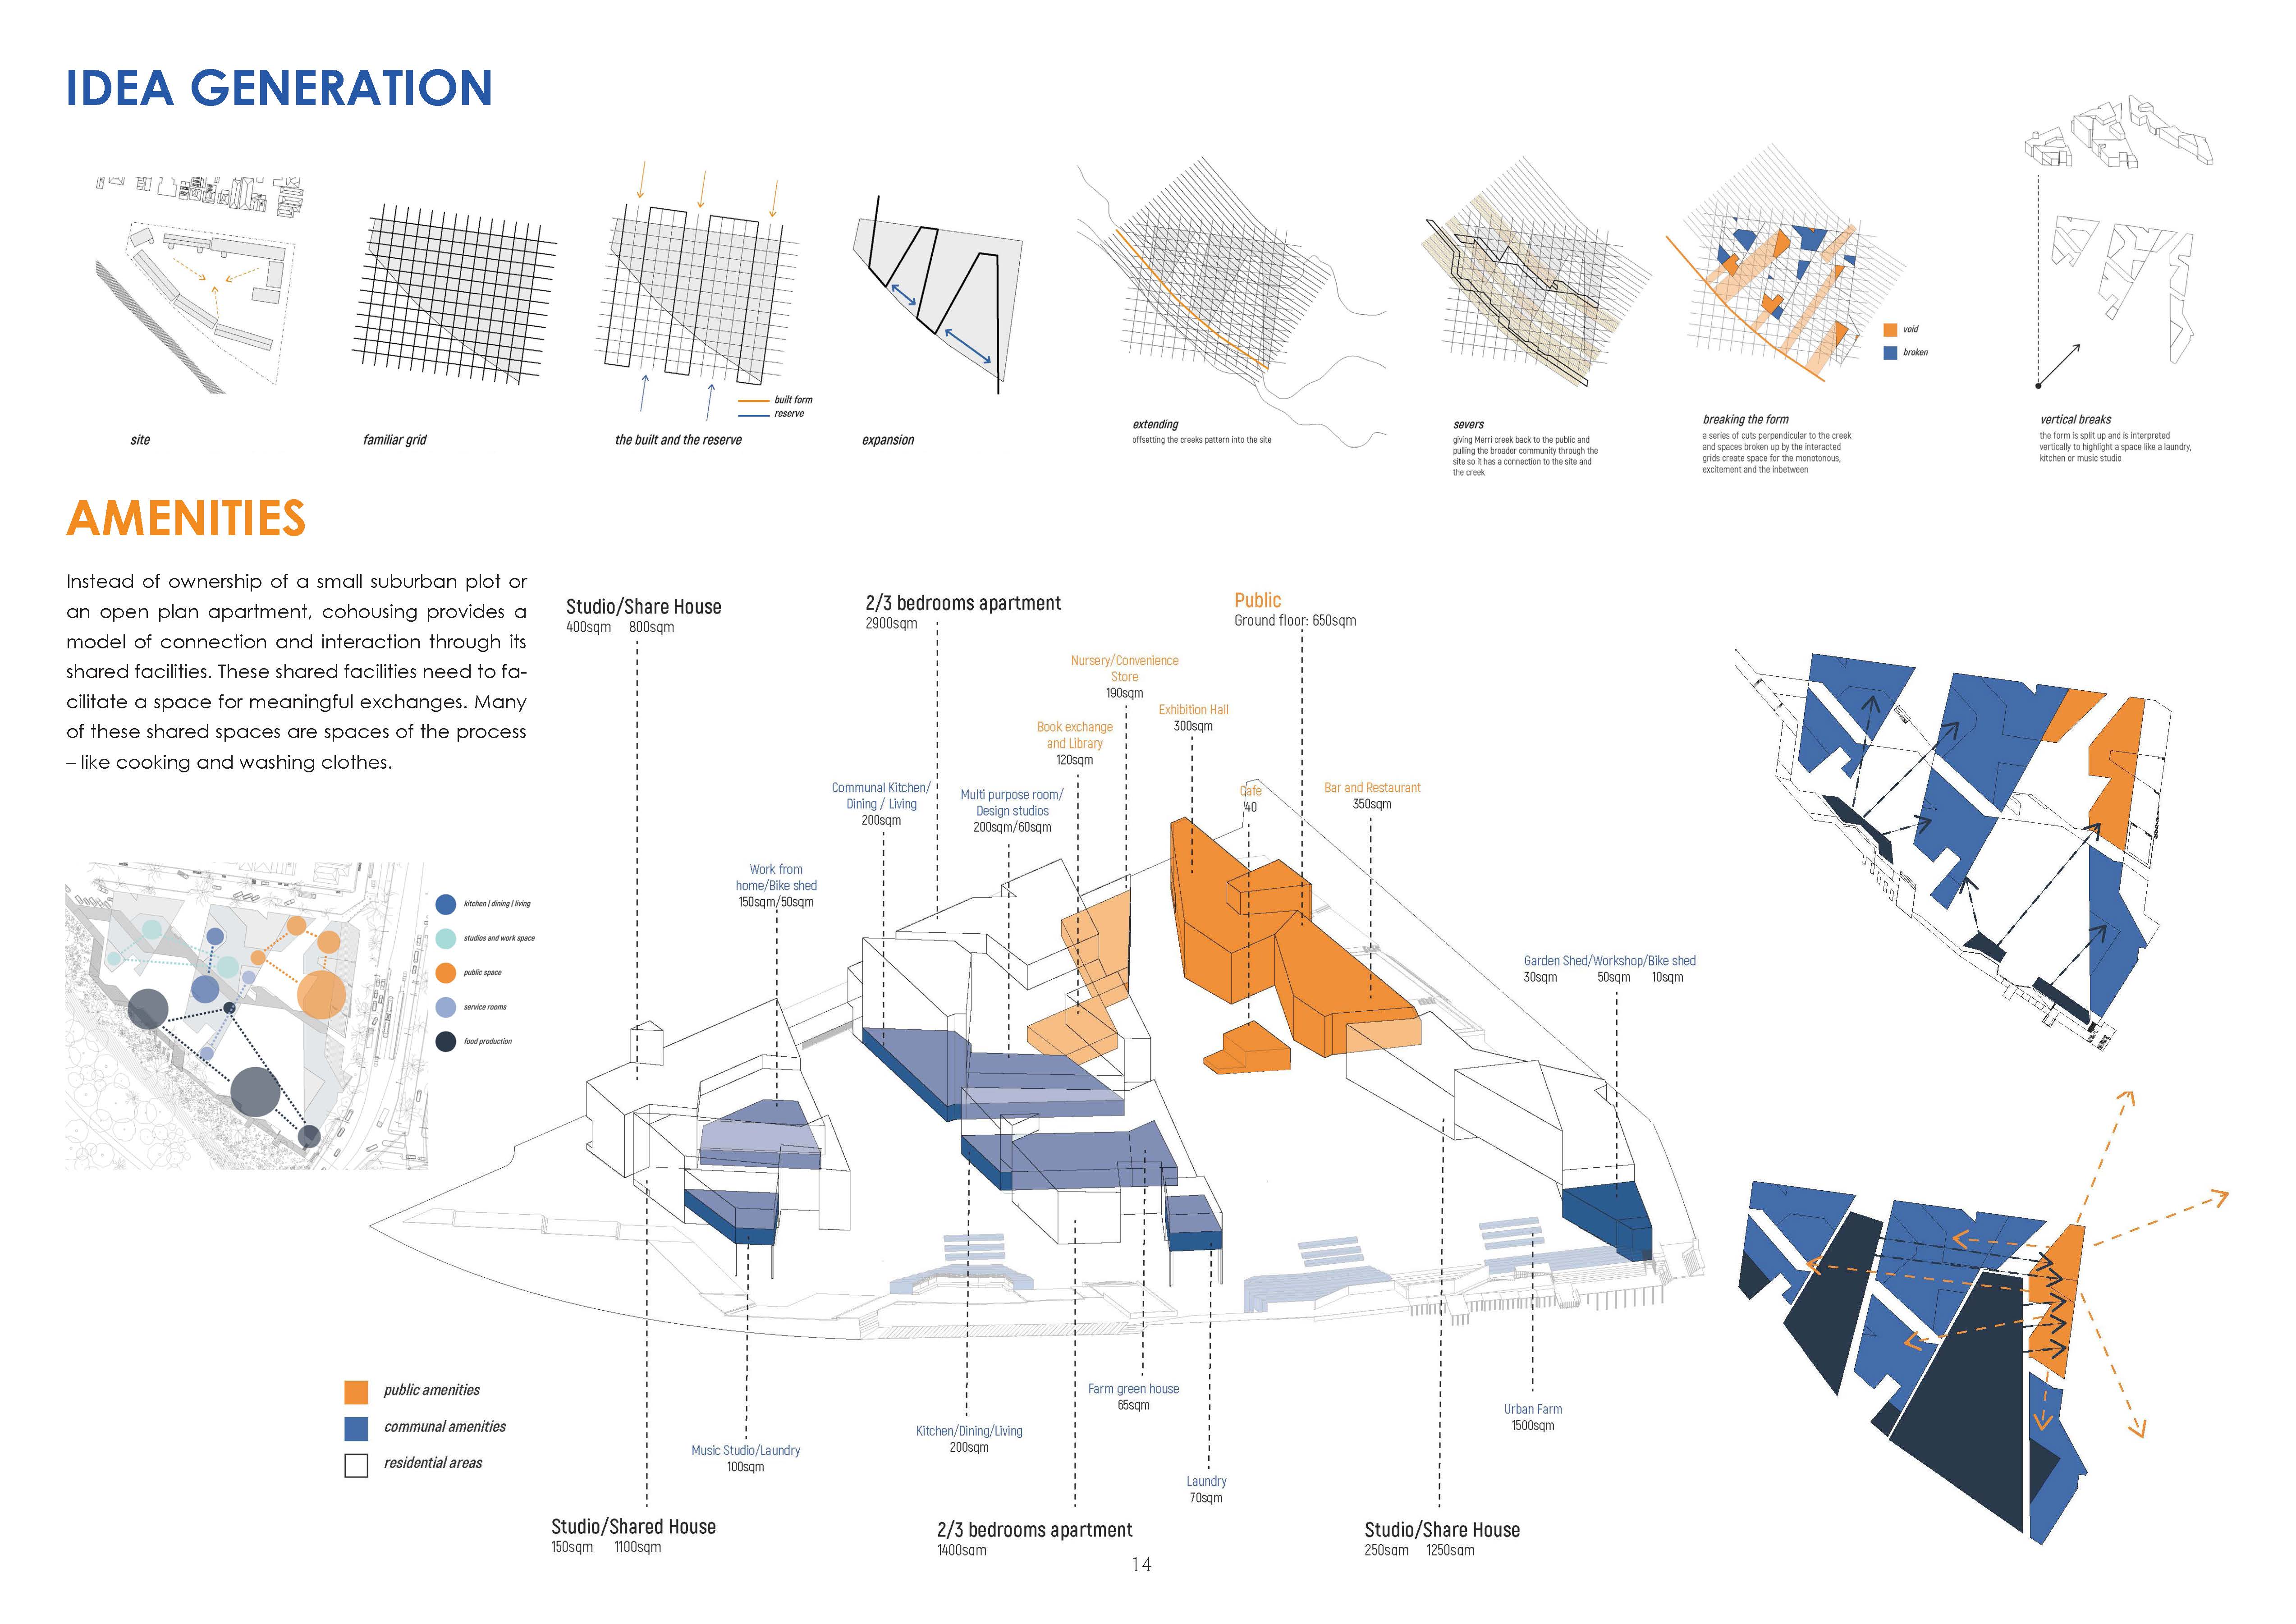 IDEA GENERATION
built form
reserve
void
broken
site
familiar grid
the built and the reserve
expansion
extending
offsetting the creeks pattern into the site
severs
giving Merri creek back to the public and
pulling the broader community through the
site so it has a connection to the site and
the creek
breaking the form
a series of cuts perpendicular to the creek
and spaces broken up by the interacted
grids create space for the monotonous,
excitement and the inbetween
vertical breaks
the form is split up and is interpreted
vertically to highlight a space like a laundry,
kitchen or music studio
AMENITIES
Instead of ownership of a small suburban plot or
an open plan apartment, cohousing provides a
model of connection and interaction through its
shared facilities. These shared facilities need to fa-
cilitate a space for meaningful exchanges. Many
of these shared spaces are spaces of the process
– like cooking and washing clothes.
kitchen | dining | living
studios and work space
public space
service rooms
food production
Studio/Share House
400sqm 800sqm
2/3 bedrooms apartment
2900sqm
Public
Ground floor: 650sqm
Nursery/Convenience
Store
190sqm
Exhibition Hall
300sqm
Book exchange
and Library
120sqm
Communal Kitchen/
Dining / Living
200sqm
Multi purpose room/
Design studios
200sqm/60sqm
Cafe
40
Bar and Restaurant
350sqm
Work from
home/Bike shed
150sqm/50sqm
Garden Shed/Workshop/Bike shed
30sqm 50sqm 10sqm
public amenities
communal amenities
residential areas
Farm green house
65sqm
Urban Farm
1500sqm
Kitchen/Dining/Living
200sqm
Music Studio/Laundry
100sqm
Laundry
70sqm
Studio/Shared House
150sqm 1100sqm
2/3 bedrooms apartment
1400sqm
Studio/Share House
250sqm 1250sqm
14